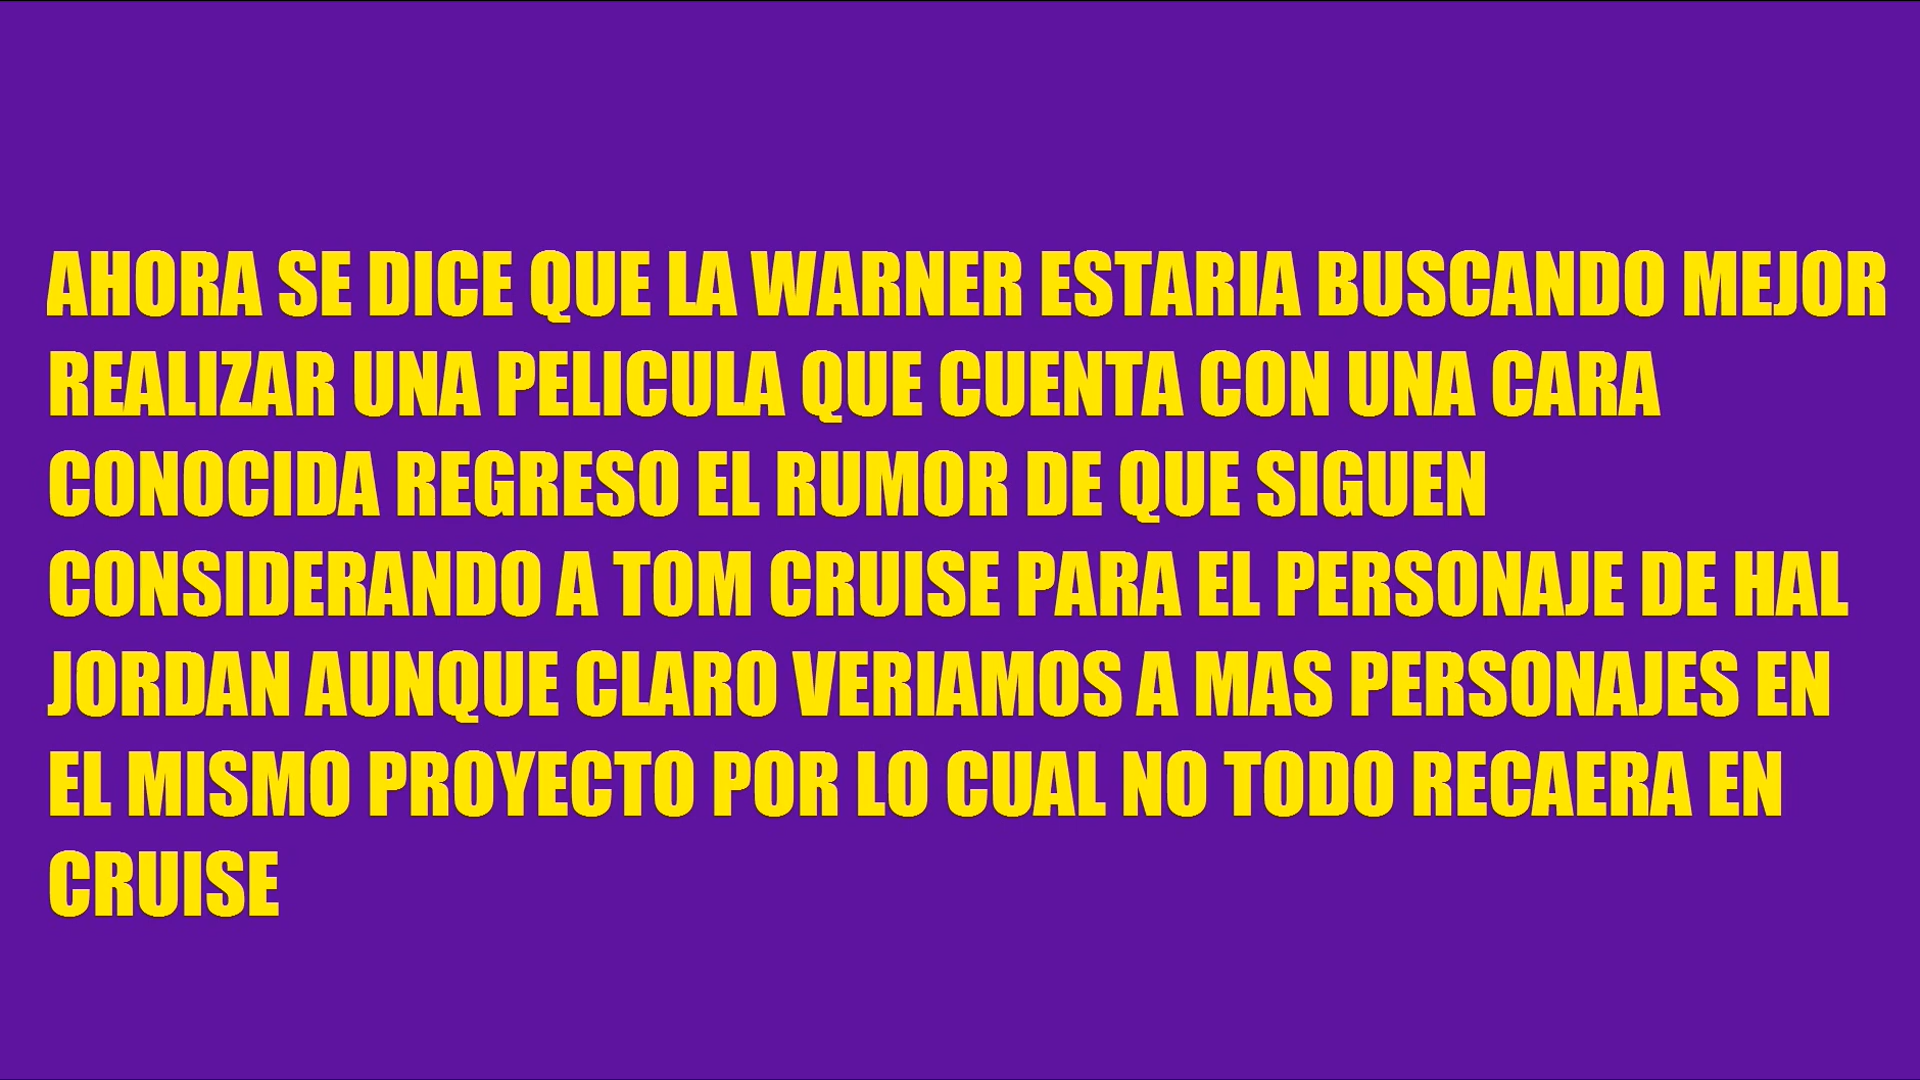 AHORA SE DICE QUE LA WARNER ESTARIA BUSCANDO MEJOR
REALIZAR UNA PELICULA QUE CUENTA CON UNA CARA
CONOCIDA REGRESO EL RUMOR DE QUE SIGUEN
CONSIDERANDO A TOM CRUISE PARA EL PERSONAJE DE HAL
JORDAN AUNQUE CLARO VERIAMOS A MAS PERSONAJES EN
EL MISMO PROYECTO POR LO CUAL NO TODO RECAERA EN
CRUISE